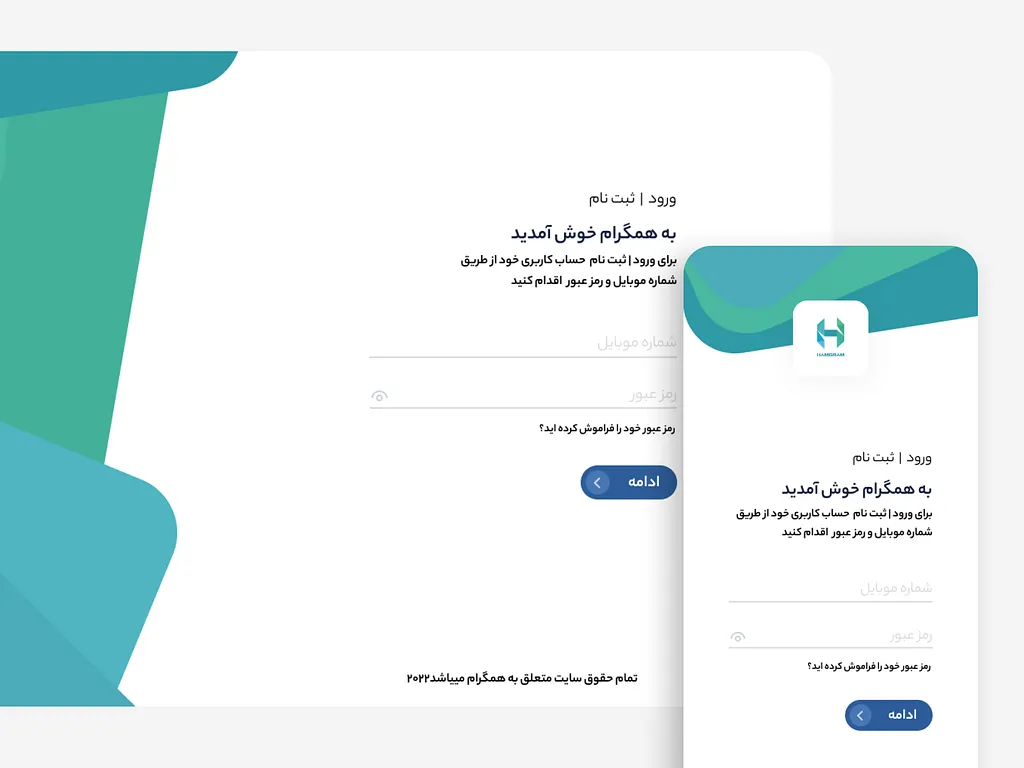 ورود | ثبت نام
به همگرام خوش آمدید
برای ورود | ثبت نام حساب کاربری خود از طریق
شماره موبایل و رمز عبور اقدام کنید
شماره موبایل
رمز عبور
رمز عبور خود را فراموش کرده اید؟
ادامه
تمام حقوق سایت متعلق به همگرام میباشد۲۰۲۲
HAMGRAM
ورود | ثبت نام
به همگرام خوش آمدید
برای ورود | ثبت نام حساب کاربری خود از طریق
شماره موبایل و رمز عبور اقدام کنید
شماره موبایل
رمز عبور
رمز عبور خود را فراموش کرده اید؟
ادامه